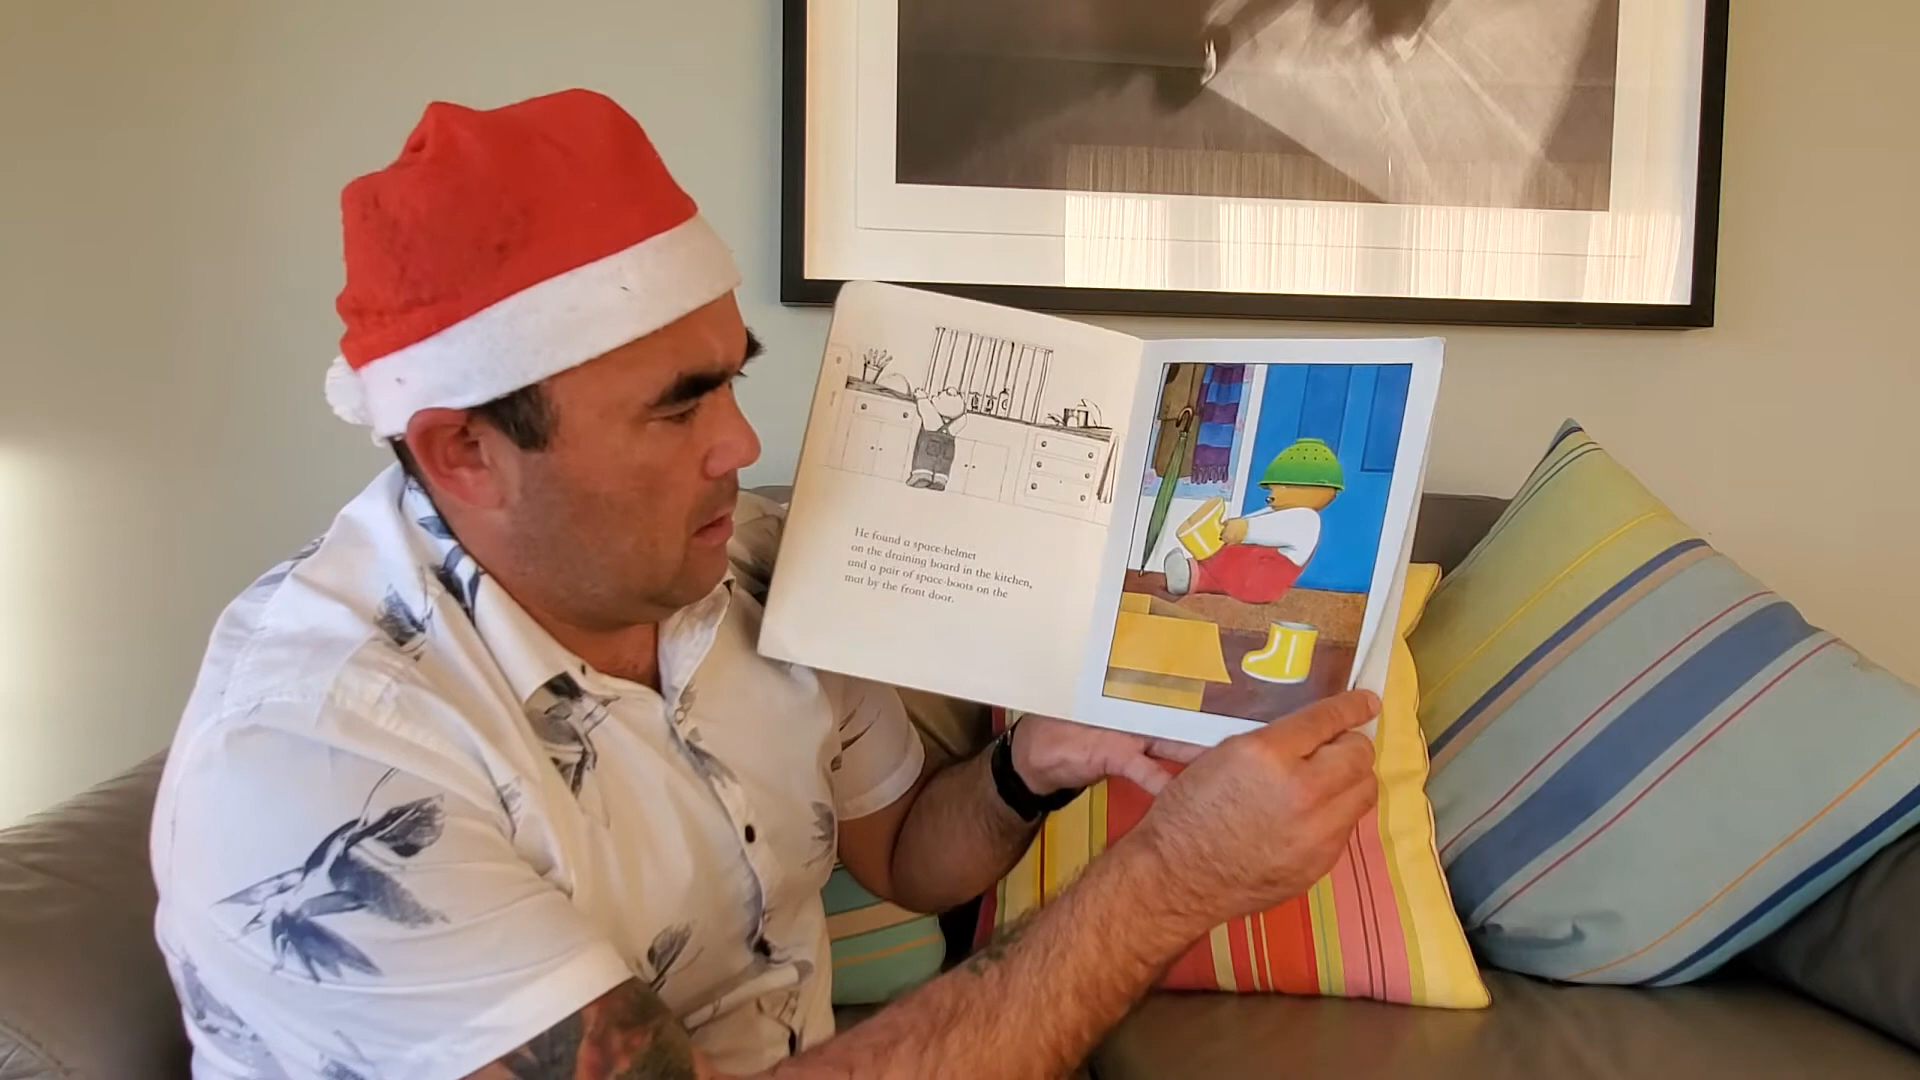 He found a space-helmet
on the draining board in the kitchen,
and a pair of space-boots on the
mat by the front door.